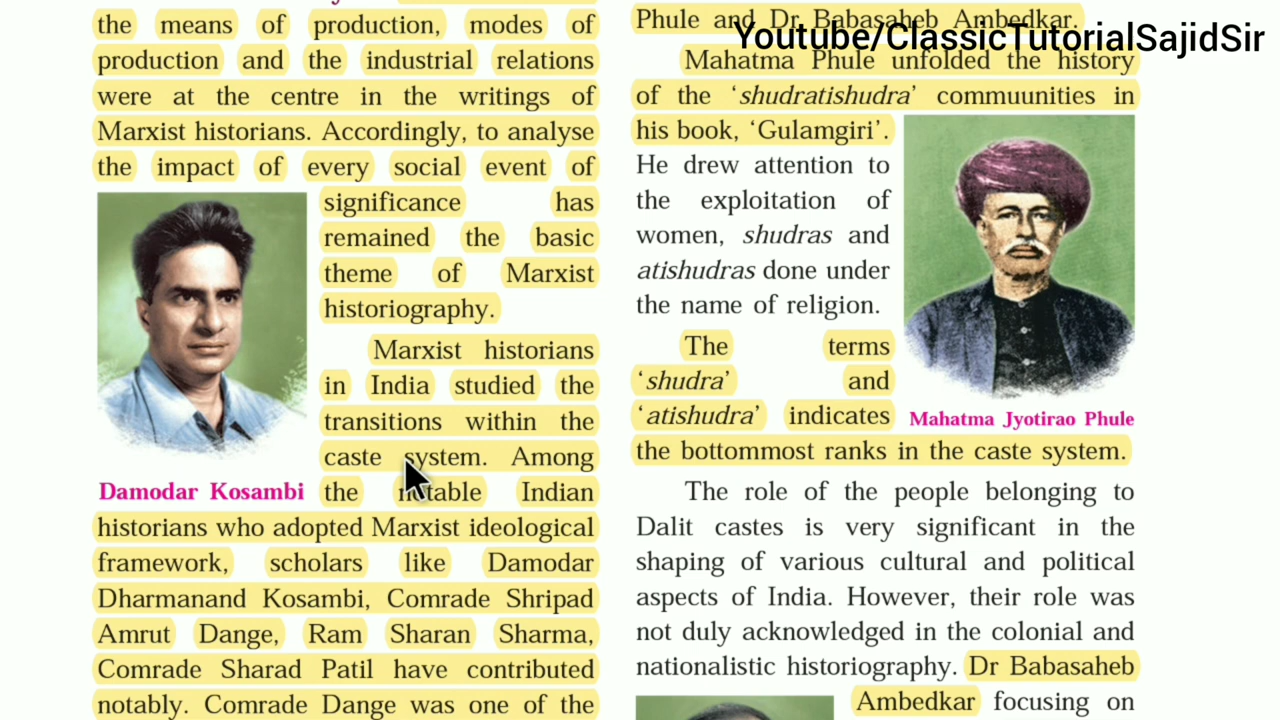 the means of production, modes of
production and the industrial relations
were at the centre in the writings of
Marxist historians. Accordingly, to analyse
the impact of every social event of
significance has
remained the basic
theme of Marxist
historiography.
Marxist historians
in India studied the
transitions within the
caste system. Among
Damodar Kosambi
the notable Indian
historians who adopted Marxist ideological
framework, scholars like Damodar
Dharmanand Kosambi, Comrade Shripad
Amrut Dange, Ram Sharan Sharma,
Comrade Sharad Patil have contributed
notably. Comrade Dange was one of the
Phule and Dr Babasaheb Ambedkar.
Youtube/ClassicTutorialSajidSir
Mahatma Phule unfolded the history
of the ‘shudratishudra’ commuunities in
his book, ‘Gulamgiri’.
He drew attention to
the exploitation of
women, shudras and
atishudras done under
the name of religion.
The terms
‘shudra’ and
‘atishudra’ indicates
Mahatma Jyotirao Phule
the bottommost ranks in the caste system.
The role of the people belonging to
Dalit castes is very significant in the
shaping of various cultural and political
aspects of India. However, their role was
not duly acknowledged in the colonial and
nationalistic historiography. Dr Babasaheb
Ambedkar focusing on